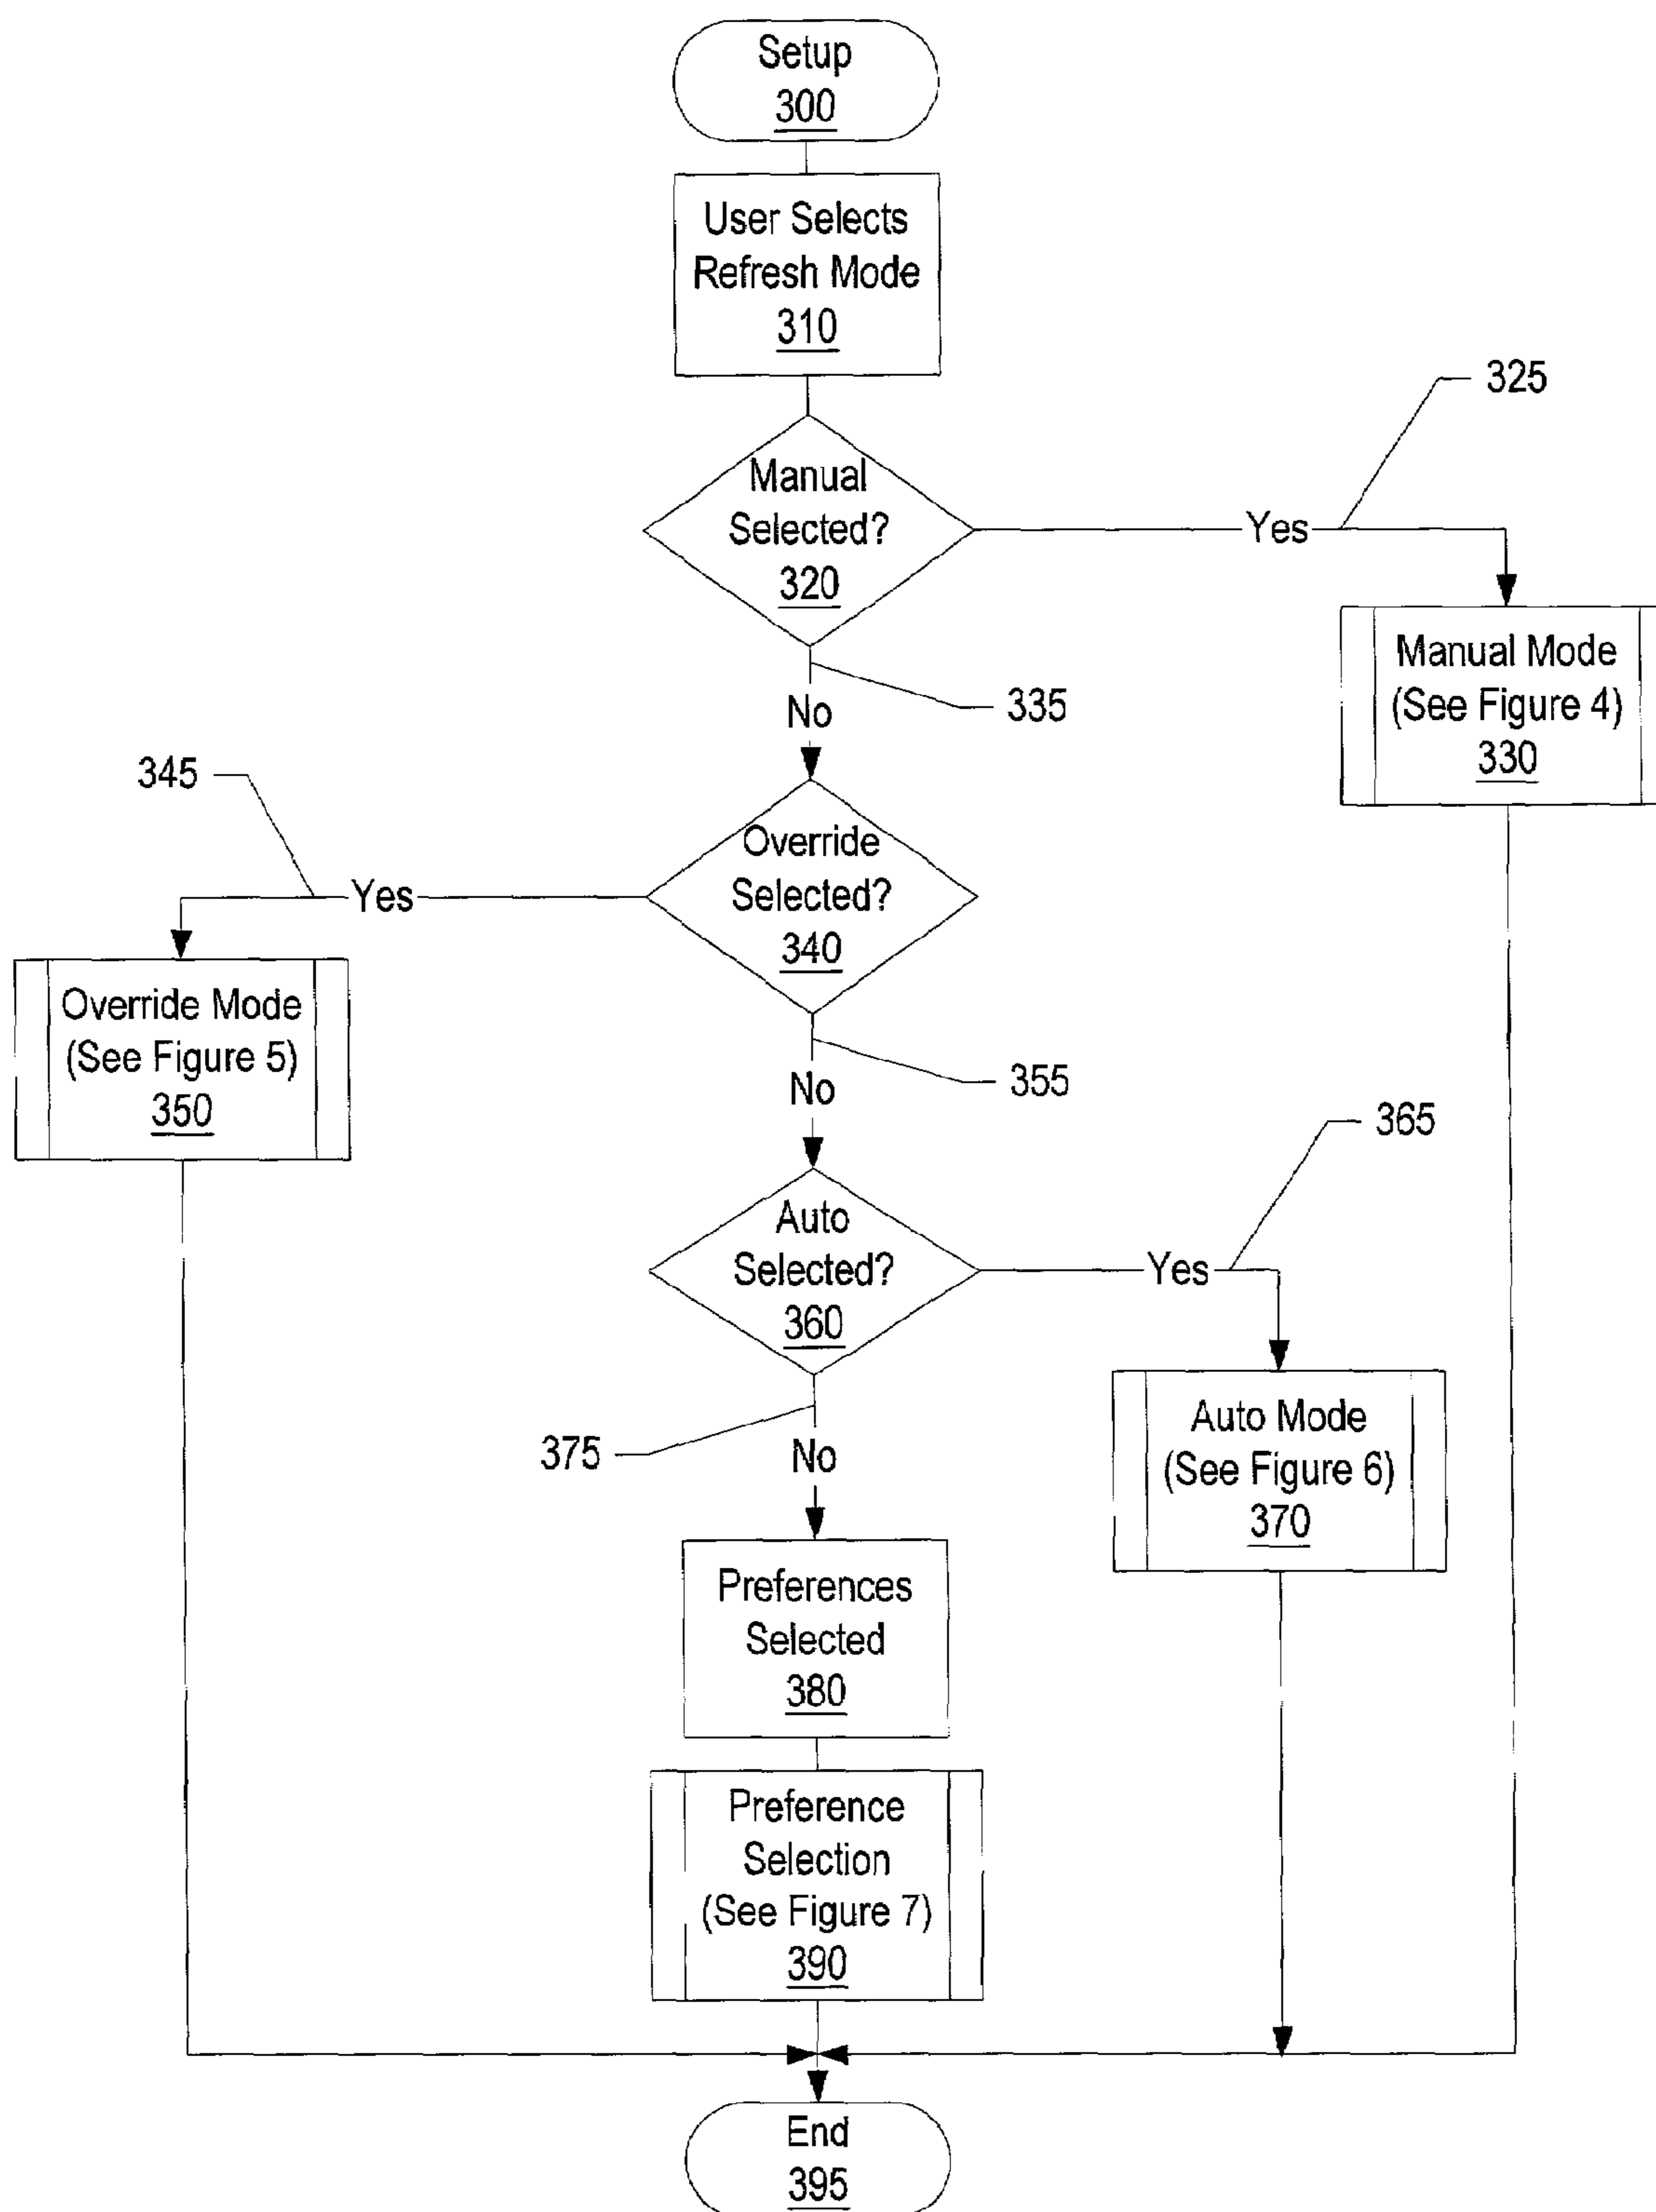 Setup
300
User Selects
Refresh Mode
310
325
Manual
Selected?
320
Yes
Manual Mode
(See Figure 4)
330
335
No
345
Override
Selected?
340
Yes
Override Mode
(See Figure 5)
350
355
No
365
Auto
Selected?
360
Yes
Auto Mode
(See Figure 6)
370
375
No
Preferences
Selected
380
Preference
Selection
(See Figure 7)
390
End
395